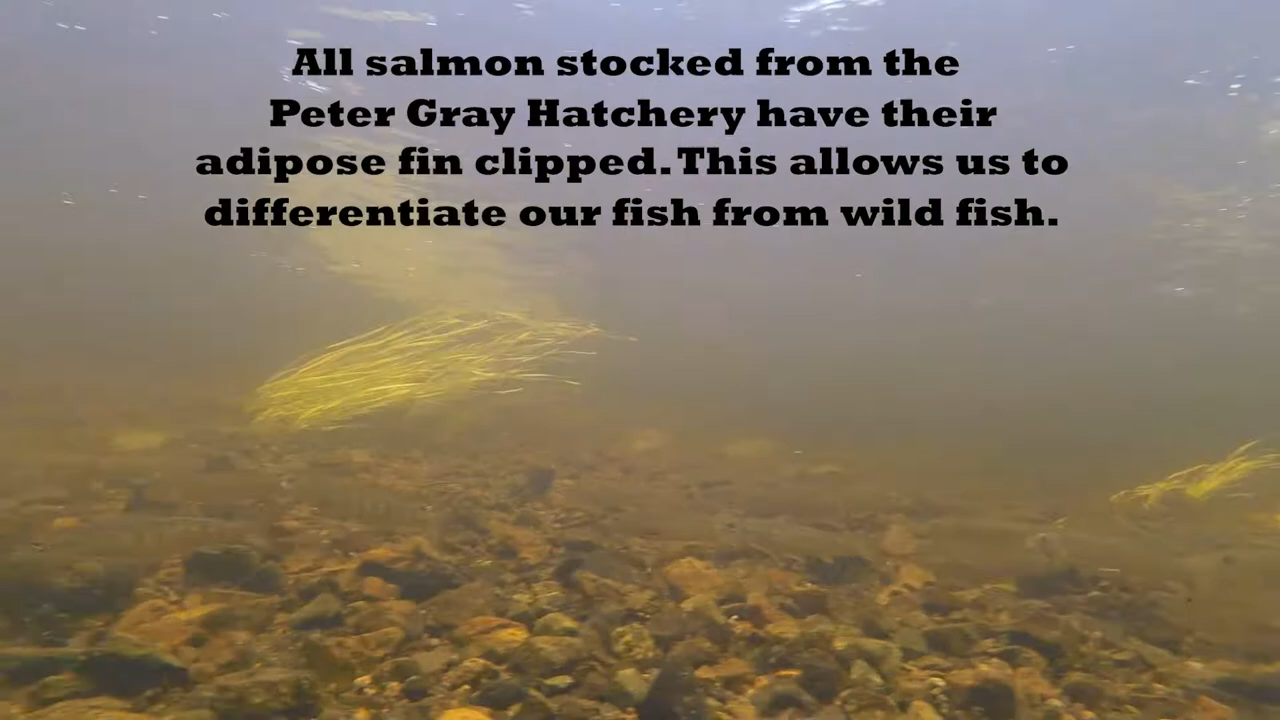 All salmon stocked from the
Peter Gray Hatchery have their
adipose fin clipped. This allows us to
differentiate our fish from wild fish.